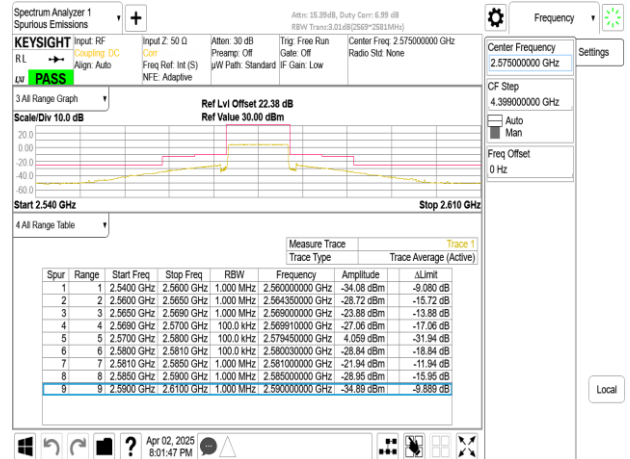 Spectrum Analyzer 1
Spurious Emissions
Attn: 15.39dB, Duty Corr: 6.99 dB
RBW Trans:3.01dB(2569~2581MHz)
Frequency
KEYSIGHT
RL
PASS
Input: RF
Coupling: DC
Align: Auto
Input Z: 50 Ω
Corr
Freq Ref: Int (S)
NFE: Adaptive
Atten: 30 dB
Preamp: Off
µW Path: Standard
Trig: Free Run
Gate: Off
IF Gain: Low
Center Freq: 2.575000000 GHz
Radio Std: None
Center Frequency
2.575000000 GHz
Settings
CF Step
4.399000000 GHz
Auto
Man
Freq Offset
0 Hz
Local
3 All Range Graph
Scale/Div 10.0 dB
Ref Lvl Offset 22.38 dB
Ref Value 30.00 dBm
20.0
0.00
-20.0
-40.0
-60.0
Start 2.540 GHz
Stop 2.610 GHz
4 All Range Table
Measure Trace Trace 1
Trace Type Trace Average (Active)
Spur Range Start Freq Stop Freq RBW Frequency Amplitude ΔLimit
1 1 2.5400 GHz 2.5600 GHz 1.000 MHz 2.560000000 GHz -34.08 dBm -9.080 dB
2 2 2.5600 GHz 2.5650 GHz 1.000 MHz 2.564350000 GHz -28.72 dBm -15.72 dB
3 3 2.5650 GHz 2.5690 GHz 1.000 MHz 2.569000000 GHz -23.88 dBm -13.88 dB
4 4 2.5690 GHz 2.5700 GHz 100.0 kHz 2.569910000 GHz -27.06 dBm -17.06 dB
5 5 2.5700 GHz 2.5800 GHz 100.0 kHz 2.579450000 GHz 4.059 dBm -31.94 dB
6 6 2.5800 GHz 2.5810 GHz 100.0 kHz 2.580030000 GHz -28.84 dBm -18.84 dB
7 7 2.5810 GHz 2.5850 GHz 1.000 MHz 2.581000000 GHz -21.94 dBm -11.94 dB
8 8 2.5850 GHz 2.5900 GHz 1.000 MHz 2.585000000 GHz -28.95 dBm -15.95 dB
9 9 2.5900 GHz 2.6100 GHz 1.000 MHz 2.590000000 GHz -34.89 dBm -9.889 dB
Apr 02, 2025
8:01:47 PM